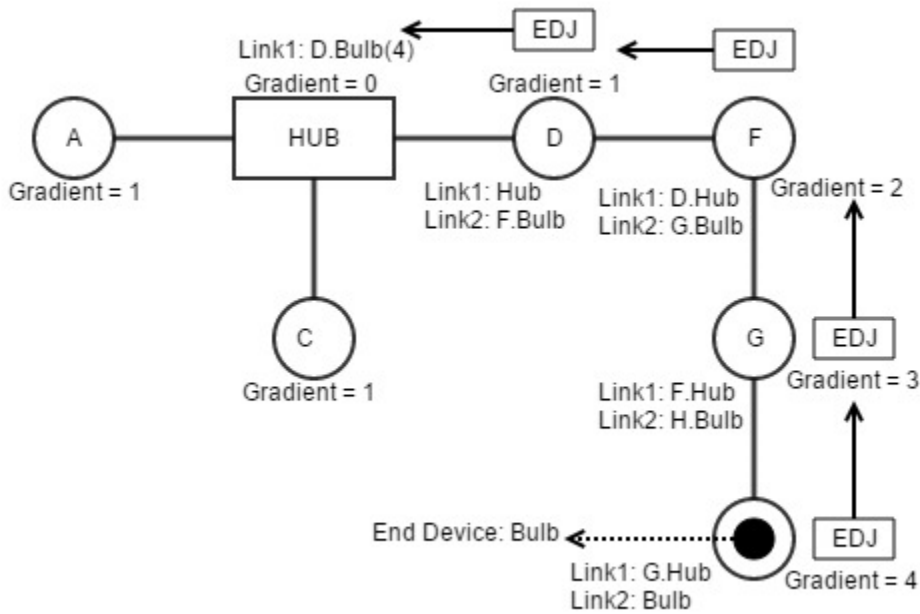 EDJ
EDJ
Link1: D.Bulb(4)
Gradient = 0
Gradient = 1
A
HUB
D
F
Gradient = 1
Link1: Hub
Link2: F.Bulb
Link1: D.Hub
Link2: G.Bulb
Gradient = 2
C
Gradient = 1
G
EDJ
Gradient = 3
Link1: F.Hub
Link2: H.Bulb
End Device: Bulb
EDJ
Gradient = 4
Link1: G.Hub
Link2: Bulb